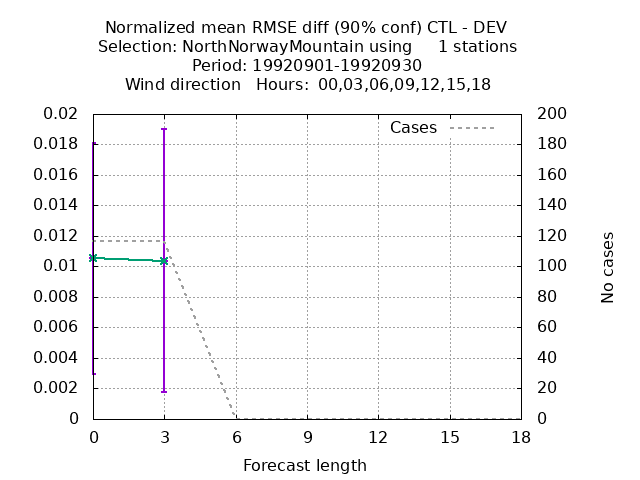 Normalized mean RMSE diff (90% conf) CTL - DEV
Selection: NorthNorwayMountain using     1 stations
Period: 19920901-19920930
Wind direction   Hours:  00,03,06,09,12,15,18
Cases
0.02
0.018
0.016
0.014
0.012
0.01
0.008
0.006
0.004
0.002
0
200
180
160
140
120
100
80
60
40
20
0
No cases
0 3 6 9 12 15 18
Forecast length